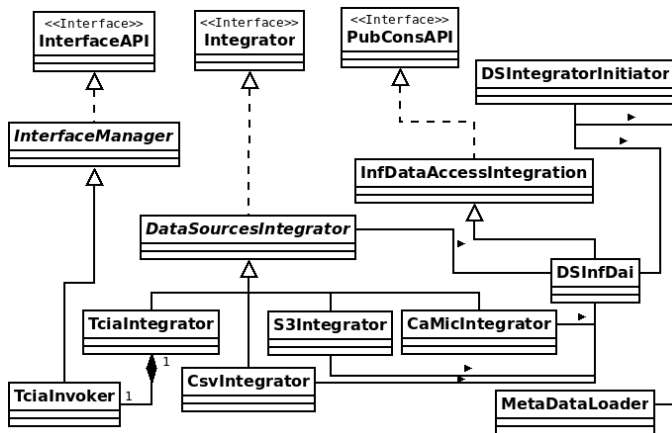 <<Interface>>
InterfaceAPI
<<Interface>>
Integrator
<<Interface>>
PubConsAPI
DSIntegratorInitiator
InterfaceManager
InfDataAccessIntegration
DataSourcesIntegrator
DSInfDai
TciaIntegrator
S3Integrator
CaMicIntegrator
1
TciaInvoker
1
CsvIntegrator
MetaDataLoader